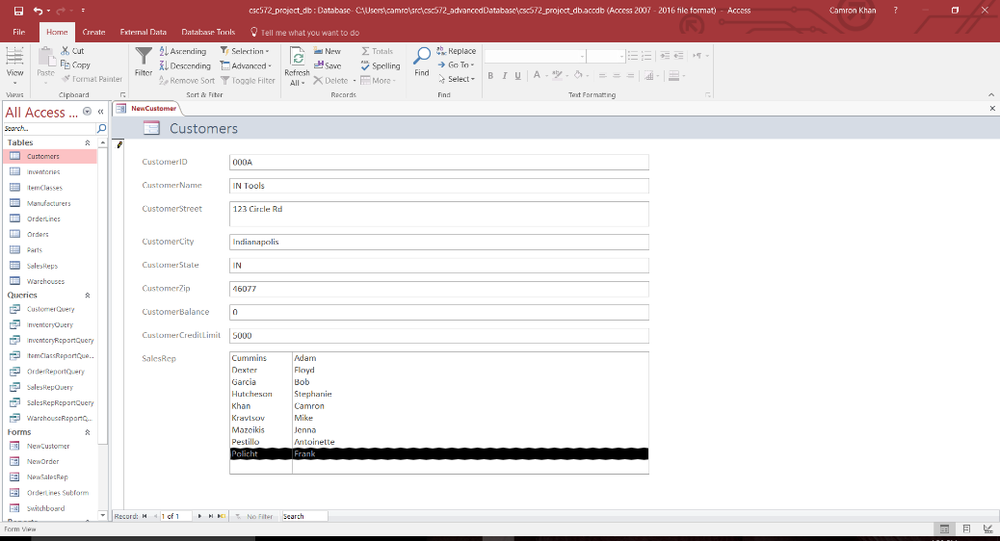 csc572_project_db : Database- C:\Users\camro\src\csc572_advancedDatabase\csc572_project_db.accdb (Access 2007 - 2016 file format) - Access
Camron Khan ?
File Home Create External Data Database Tools Tell me what you want to do
View
Views
Paste
Cut
Copy
Format Painter
Clipboard
Filter
Ascending
Descending
Remove Sort
Selection
Advanced
Toggle Filter
Sort & Filter
Refresh
All
New
Save
Delete
Totals
Spelling
More
Records
Find
Replace
Go To
Select
Find
B I U A
Text Formatting
All Access ...
Search...
Tables
Customers
Inventories
ItemClasses
Manufacturers
OrderLines
Orders
Parts
SalesReps
Warehouses
Queries
CustomerQuery
InventoryQuery
InventoryReportQuery
ItemClassReportQue...
OrderReportQuery
SalesRepQuery
SalesRepReportQuery
WarehouseReportQ...
Forms
NewCustomer
NewOrder
NewSalesRep
OrderLines Subform
Switchboard
NewCustomer
Customers
CustomerID 000A
CustomerName IN Tools
CustomerStreet 123 Circle Rd
CustomerCity Indianapolis
CustomerState IN
CustomerZip 46077
CustomerBalance 0
CustomerCreditLimit 5000
SalesRep
Cummins Adam
Dexter Floyd
Garcia Bob
Hutcheson Stephanie
Khan Camron
Kravtsov Mike
Mazeikis Jenna
Pestillo Antoinette
Policht Frank
Record: 1 of 1 No Filter Search
Form View